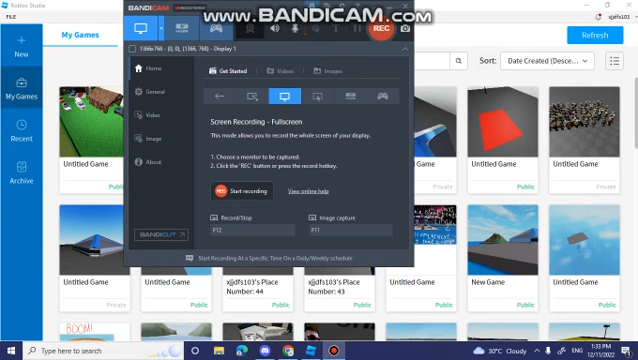 Roblox Studio
FILE
xjjdfs103
BANDICAM
www.BANDICAM.com
REC
New
My Games
Recent
Archive
My Games
Refresh
Sort:
Date Created (Desce...
1366x768 - (0, 0), (1366, 768) - Display 1
Home
General
Video
Image
About
BANDICUT
Get Started
Videos
Images
Screen Recording - Fullscreen
This mode allows you to record the whole screen of your display.
1. Choose a monitor to be captured.
2. Click the 'REC' button or press the record hotkey.
REC
Start recording
View online help
Record/Stop
F12
Image capture
F11
Start Recording At a Specific Time On a Daily/Weekly schedule
Untitled Game
Public
Untitled Game
Public
Untitled Game
Public
Untitled Game
Private
Untitled Game
Private
Untitled Game
Public
xjjdfs103's Place
Number: 44
Public
xjjdfs103's Place
Number: 43
Public
Untitled Game
Public
New Game
Public
Untitled Game
Public
Type here to search
30°C Cloudy
ENG
1:33 PM
12/11/2022